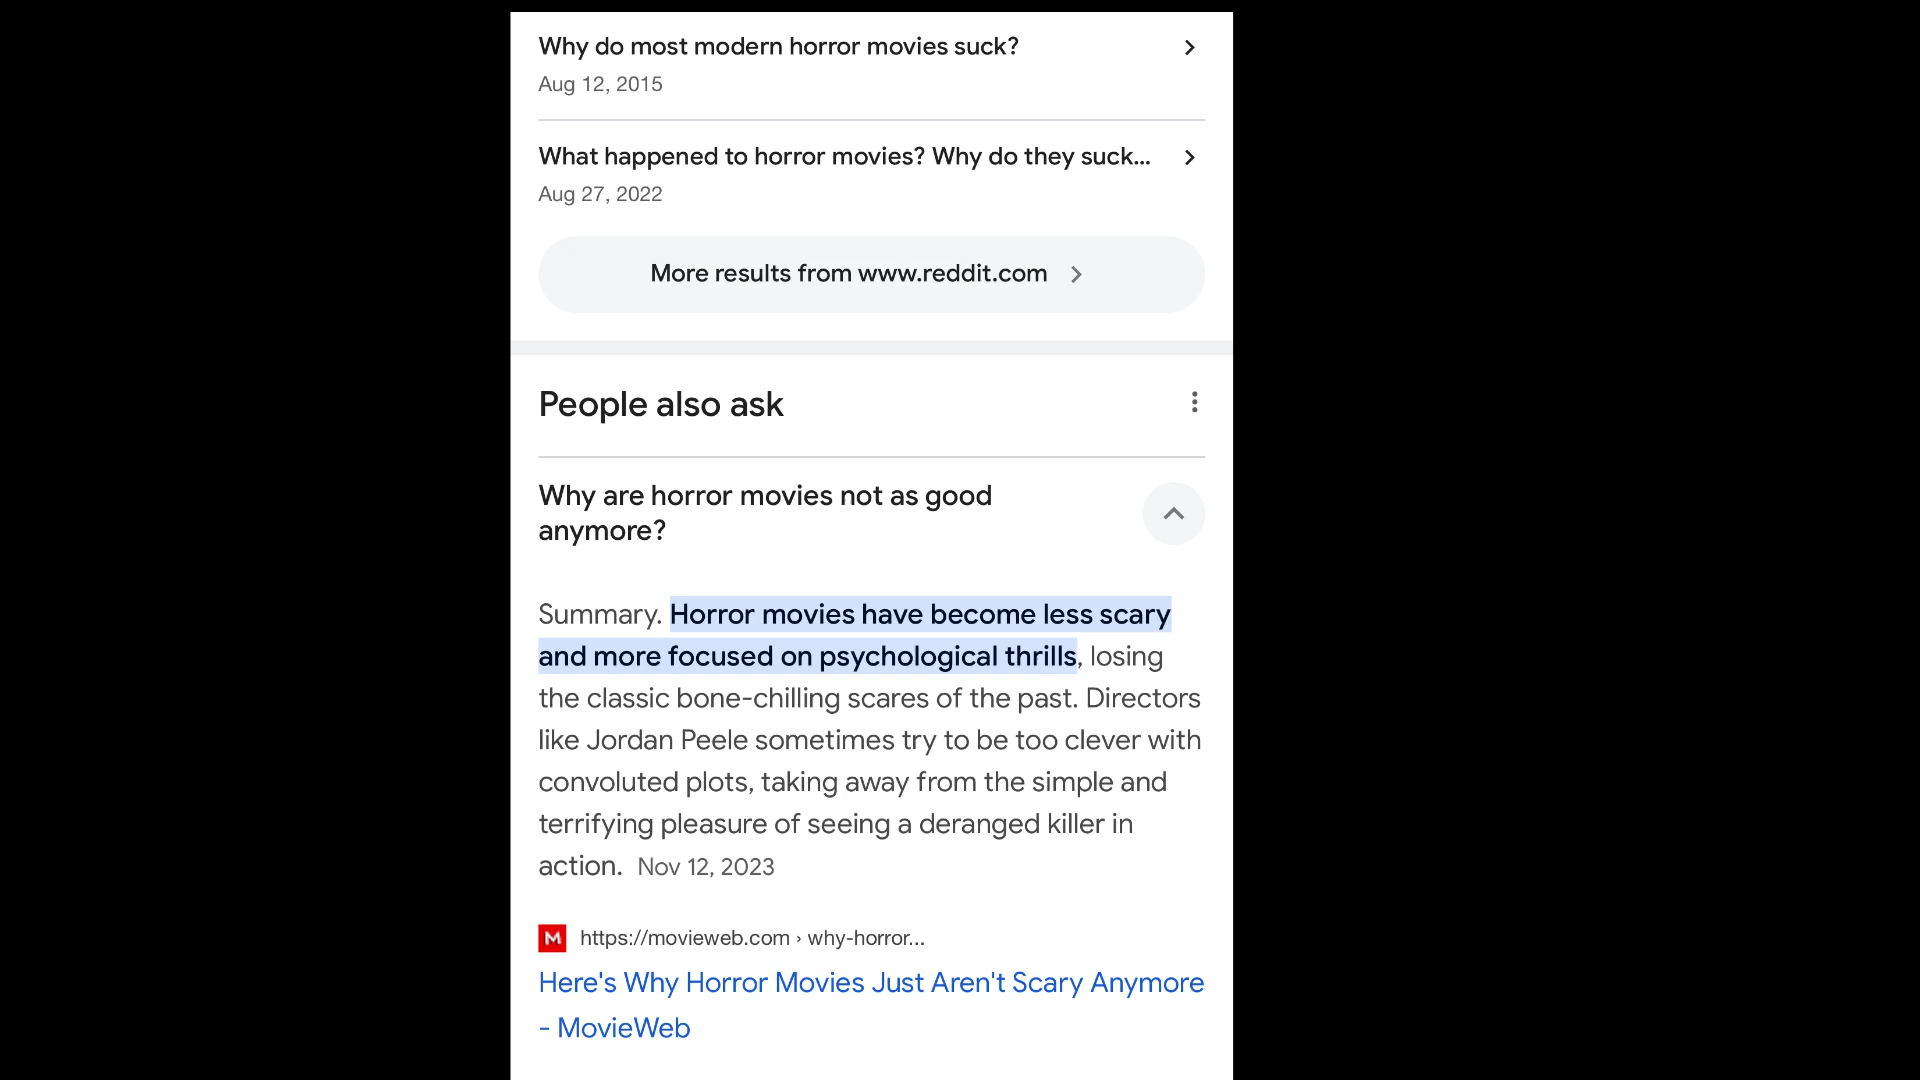 Why do most modern horror movies suck?
Aug 12, 2015
What happened to horror movies? Why do they suck...
Aug 27, 2022
More results from www.reddit.com
People also ask
Why are horror movies not as good
anymore?
Summary. Horror movies have become less scary
and more focused on psychological thrills, losing
the classic bone-chilling scares of the past. Directors
like Jordan Peele sometimes try to be too clever with
convoluted plots, taking away from the simple and
terrifying pleasure of seeing a deranged killer in
action. Nov 12, 2023
M https://movieweb.com › why-horror...
Here's Why Horror Movies Just Aren't Scary Anymore
- MovieWeb